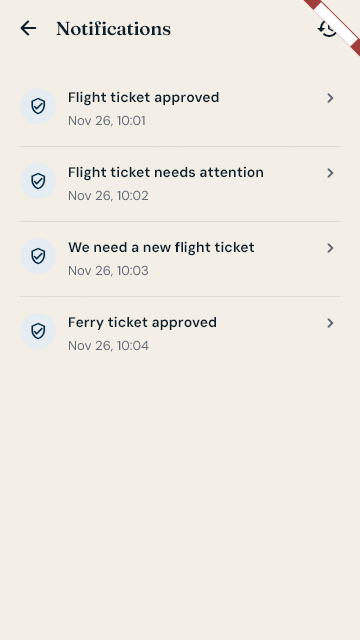 Notifications
Flight ticket approved
Nov 26, 10:01
Flight ticket needs attention
Nov 26, 10:02
We need a new flight ticket
Nov 26, 10:03
Ferry ticket approved
Nov 26, 10:04